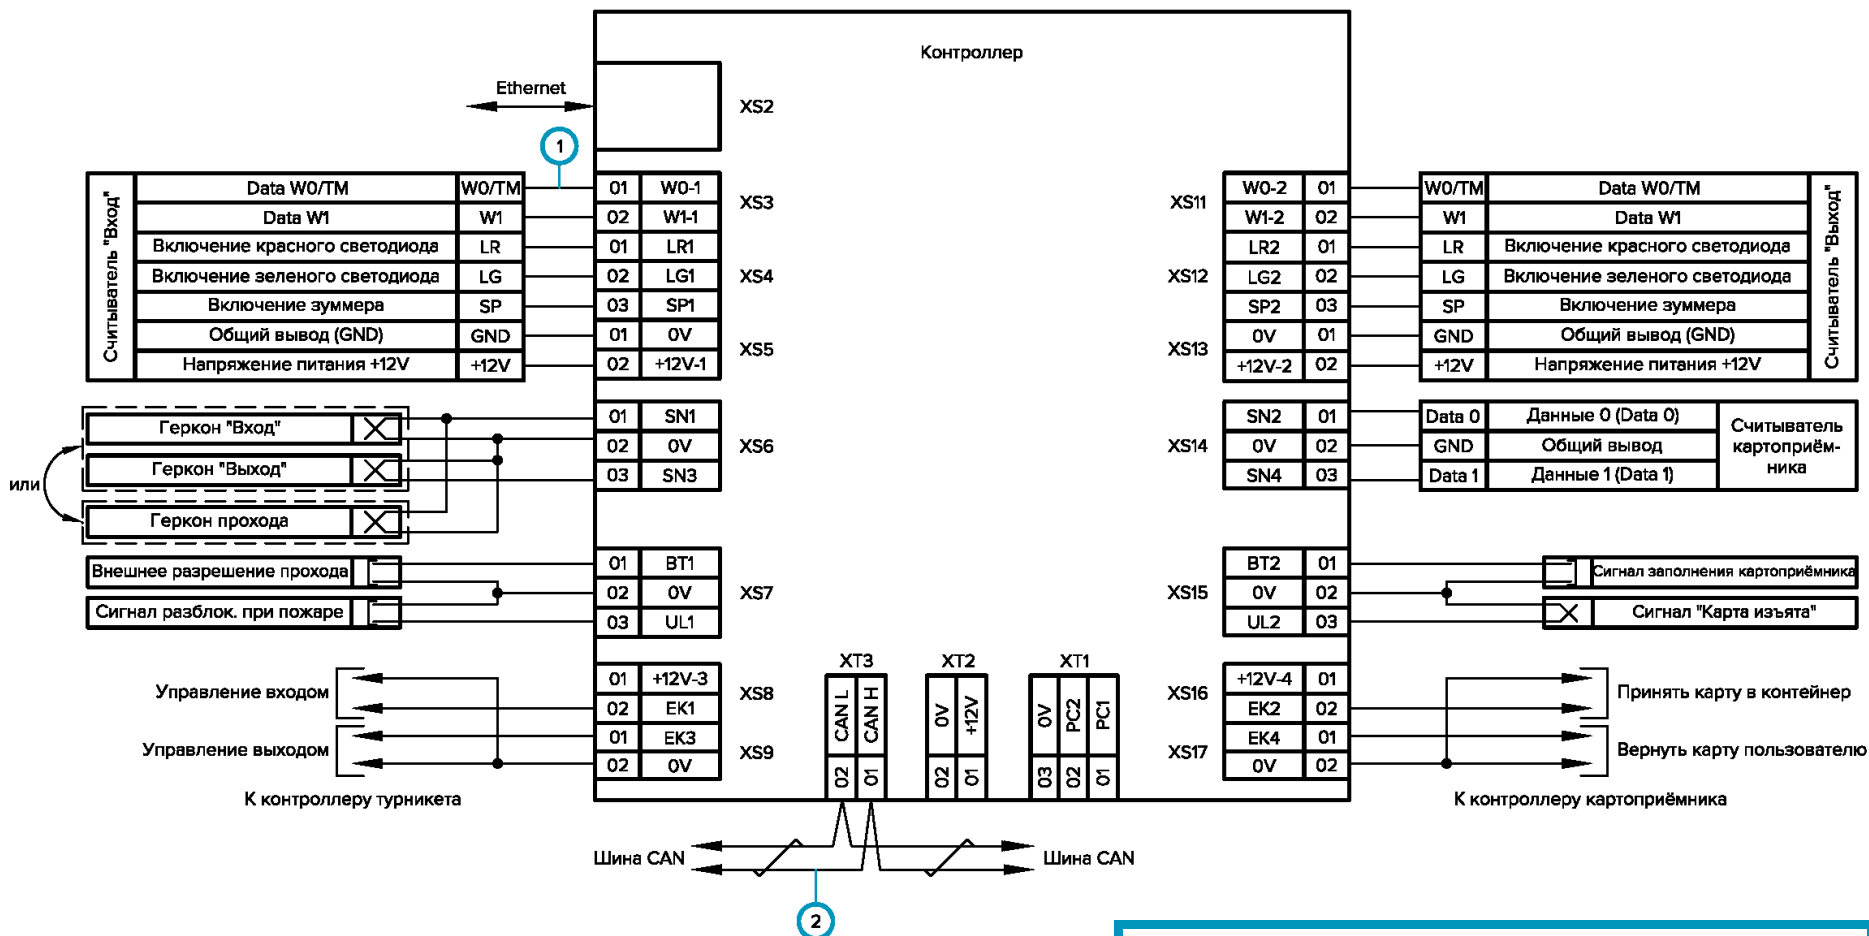 Контроллер
Ethernet
XS2
1
Считыватель "Вход"
Data W0/TM W0/TM 01 W0-1
Data W1 W1 02 W1-1
XS3
Включение красного светодиода LR 01 LR1
Включение зеленого светодиода LG 02 LG1
Включение зуммера SP 03 SP1
XS4
Общий вывод (GND) GND 01 0V
Напряжение питания +12V +12V 02 +12V-1
XS5
Геркон "Вход"
Геркон "Выход"
или
Геркон прохода
01 SN1
02 0V
03 SN3
XS6
Внешнее разрешение прохода
Сигнал разблок. при пожаре
01 BT1
02 0V
03 UL1
XS7
Управление входом
01 +12V-3
02 EK1
XS8
Управление выходом
01 EK3
02 0V
XS9
К контроллеру турникета
XT3
CAN L
CAN H
02
01
XT2
0V
+12V
02
01
XT1
0V
PC2
PC1
03
02
01
Шина CAN
Шина CAN
2
XS11
W0-2 01 W0/TM Data W0/TM
W1-2 02 W1 Data W1
XS12
LR2 01 LR Включение красного светодиода
LG2 02 LG Включение зеленого светодиода
SP2 03 SP Включение зуммера
XS13
0V 01 GND Общий вывод (GND)
+12V-2 02 +12V Напряжение питания +12V
Считыватель "Выход"
XS14
SN2 01 Data 0 Данные 0 (Data 0)
0V 02 GND Общий вывод
SN4 03 Data 1 Данные 1 (Data 1)
Считыватель
картоприём-
ника
XS15
BT2 01
0V 02
UL2 03
Сигнал заполнения картоприёмника
Сигнал "Карта изъята"
XS16
+12V-4 01
EK2 02
Принять карту в контейнер
XS17
EK4 01
0V 02
Вернуть карту пользователю
К контроллеру картоприёмника